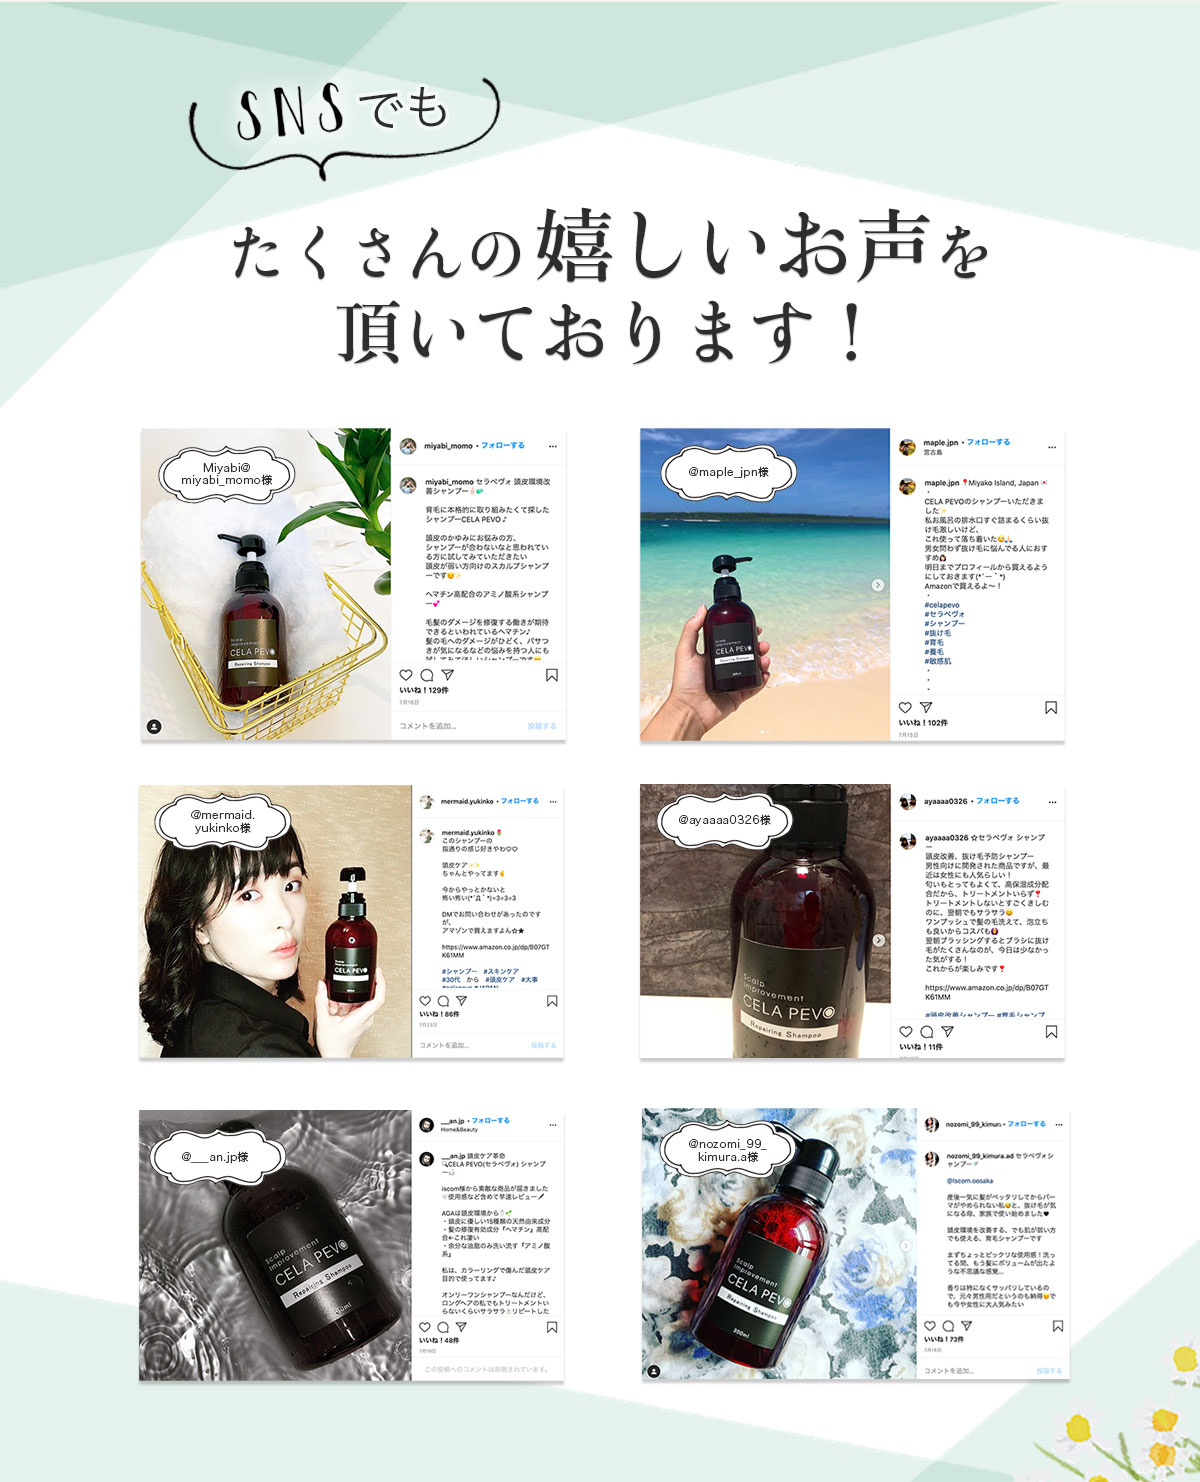 SNSでも
たくさんの嬉しいお声を
頂いております！
Miyabi@
miyabi_momo様
Scalp
Improvement
CELA PEVO
Repairing Shampoo
300ml
miyabi_momo • フォローする
miyabi_momo セラペヴォ 頭皮環境改
善シャンプー
育毛に本格的に取り組みたくて探した
シャンプーCELA PEVO♪
頭皮のかゆみにお悩みの方、
シャンプーが合わないなと思われてい
る方に試してみていただきたい
頭皮が弱い方向けのスカルプシャンプ
ーです😊✨
ヘマチン高配合のアミノ酸系シャンプ
ー💕
毛髪のダメージを修復する働きが期待
できるといわれているヘマチン♪
髪の毛へのダメージがひどく、パサつ
きが気になるなどの悩みを持つ人にも
いいね！129件
7月16日
コメントを追加... 投稿する
@maple_jpn様
Scalp
Improvement
CELA PEVO
Repairing Shampoo
maple.jpn • フォローする
宮古島
maple.jpn 📍Miyako Island, Japan 🇯🇵
・
CELA PEVOのシャンプーいただきま
した✨
私お風呂の排水口すぐ詰まるくらい抜
け毛激しいけど、
これ使って落ち着いた😂🙏
男女問わず抜け毛に悩んでる人におす
すめ
明日までプロフィールから買えるよう
にしておきます(*´ー｀*)
Amazonで買えるよ〜！
・
#celapevo
#セラペヴォ
#シャンプー
#抜け毛
#育毛
#養毛
#敏感肌
・
・
・
いいね！102件
7月15日
@mermaid.
yukinko様
Scalp
Improvement
CELA PEVO
mermaid.yukinko • フォローする
mermaid.yukinko 🌷
このシャンプーの
指通りの感じ好きやわ♡♡
頭皮ケア✨✨
ちゃんとやってます✌
今からやっとかないと
怖い怖い(*´Д｀*)=3=3=3
DMでお問い合わせがあったのです
が、
アマゾンで買えますよん☆★
https://www.amazon.co.jp/dp/B07GT
K61MM
#シャンプー #スキンケア
#30代 から #頭皮ケア #大事
いいね！86件
7月23日
コメントを追加... 投稿する
@ayaaaa0326様
Scalp
Improvement
CELA PEVO
Repairing Shampoo
ayaaaa0326 • フォローする
ayaaaa0326 ☆セラペヴォ シャンプ
ー
頭皮改善、抜け毛予防シャンプー
男性向けに開発された商品ですが、最
近は女性にも人気らしい！
匂いもとってもよくて、高保湿成分配
合だから、トリートメントいらず❣
トリートメントしないとすごくきしむ
のに、翌朝でもサラサラ😄
ワンプッシュで髪の毛洗えて、泡立ち
も良いからコスパも🙆
翌朝ブラッシングするとブラシに抜け
毛がたくさんなのが、今日は少なかっ
た気がする！
これからが楽しみです❣
https://www.amazon.co.jp/dp/B07GT
K61MM
#頭皮改善シャンプー #育毛シャンプ
いいね！11件
@___an.jp様
Scalp
Improvement
CELA PEVO
Repairing Shampoo
___an.jp • フォローする
Home&Beauty
___an.jp 頭皮ケア革命
🔍CELA PEVO(セラペヴォ) シャンプ
ー
iscom様から素敵な商品が届きました
使用感など含めて早速レビュー
AGAは頭皮環境から
・頭皮に優しい15種類の天然由来成分
・髪の修復有効成分『ヘマチン』高配
合←これ凄い
・余分な油脂のみ洗い流す『アミノ酸
系』
私は、カラーリングで傷んだ頭皮ケア
目的で使ってます♪
オンリーワンシャンプーなんだけど、
ロングヘアの私でもトリートメントい
らないくらいサラサラ リピートした
いいね！48件
7月19日
この投稿へのコメントは制限されています。
@nozomi_99_
kimura.a様
Scalp
Improvement
CELA PEVO
Repairing Shampoo
300ml
nozomi_99_kimura • フォローする
nozomi_99_kimura.ad セラペヴォシ
ャンプー
@iscom.oosaka
産後一気に髪がペッタリしてからパー
マがやめられない私😂と、抜け毛が気
になる母、家族で使い始めました♥
頭皮環境を改善する、でも肌が弱い方
でも使える、育毛シャンプーです
まずちょっとビックリな使用感！洗っ
てる間、もう髪にボリュームが出たよ
うな不思議な感覚...
香りは特になくサッパリしているの
で、元々男性用だというのも納得😊で
も今や女性に大人気みたい
いいね！73件
7月15日
コメントを追加... 投稿する